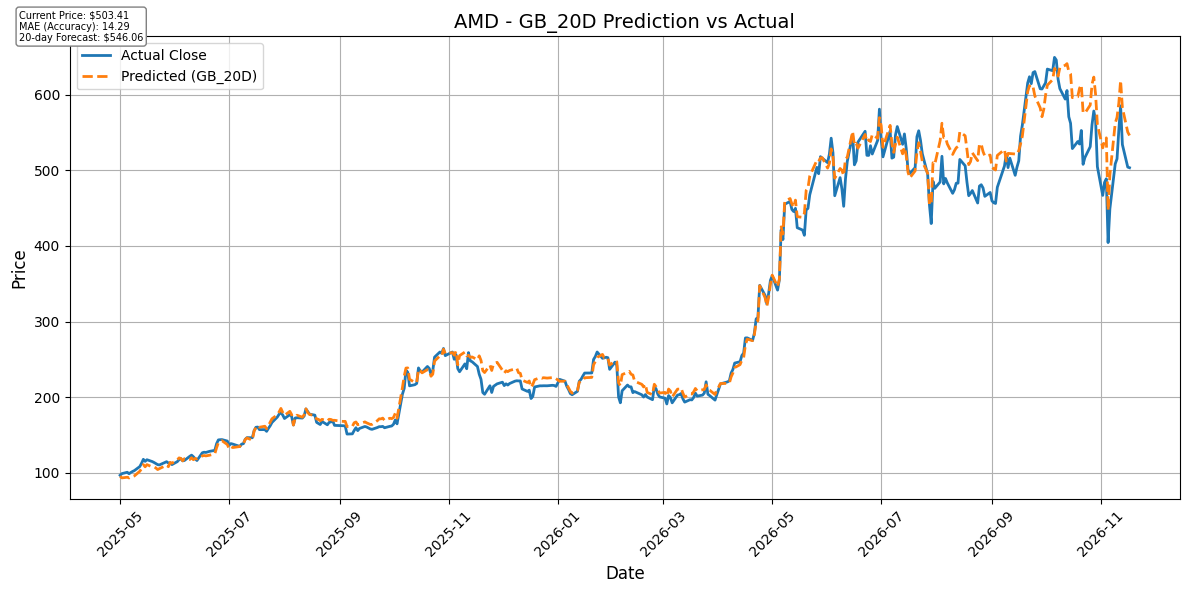 AMD - GB_20D Prediction vs Actual
Current Price: $503.41
MAE (Accuracy): 14.29
20-day Forecast: $546.06
Actual Close
Predicted (GB_20D)
Price
600
500
400
300
200
100
2025-05
2025-07
2025-09
2025-11
2026-01
2026-03
2026-05
2026-07
2026-09
2026-11
Date